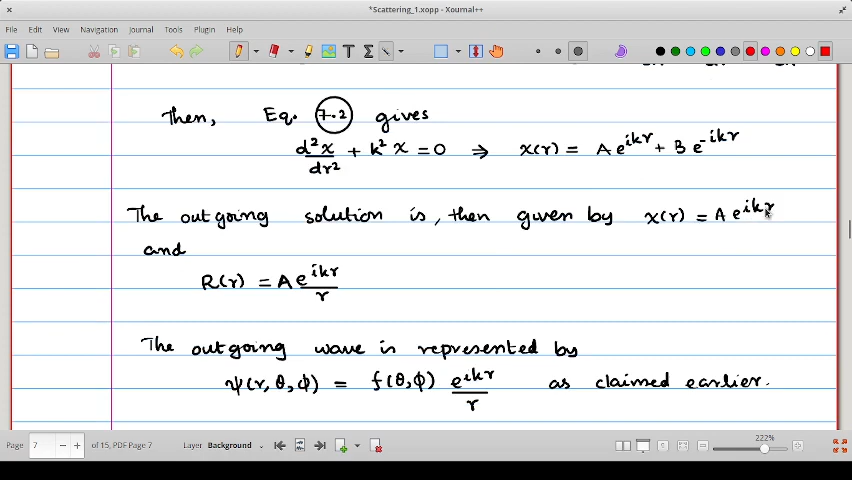 *Scattering_1.xopp - Xournal++
File Edit View Navigation Journal Tools Plugin Help
Then, Eq. 7.2 gives
d²χ/dr² + k² χ = 0 ⇒ χ(r) = A e^{ikr} + B e^{-ikr}
The outgoing solution is, then given by χ(r) = A e^{ikr}
and
R(r) = A e^{ikr}/r
The outgoing wave is represented by
ψ(r, θ, ϕ) = f(θ, ϕ) e^{ikr}/r as claimed earlier.
Page 7 of 15, PDF Page 7 Layer Background 222%